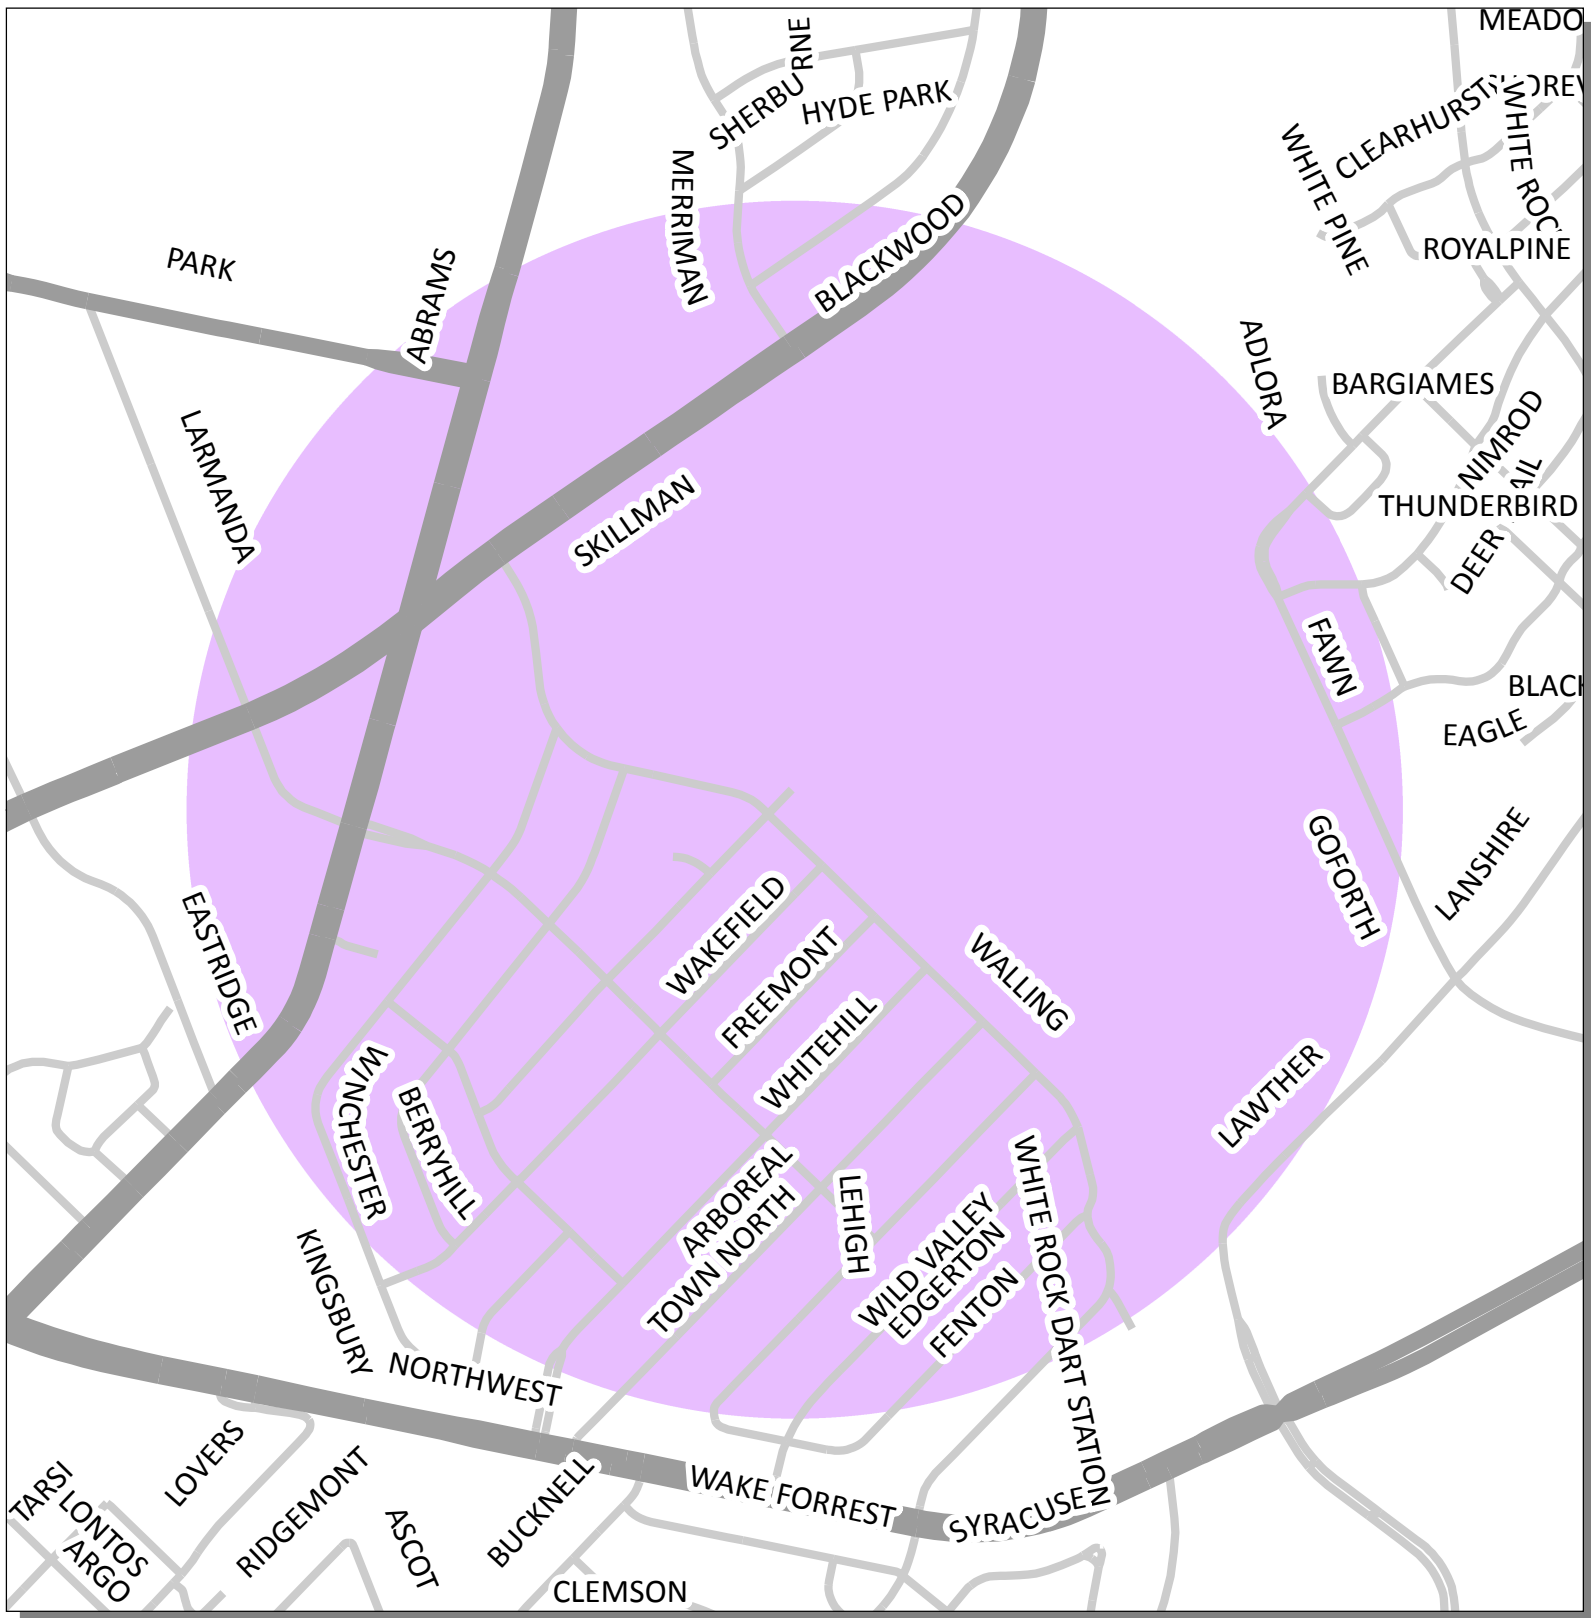 MEADO
SHERBURNE
HYDE PARK
CLEARHURST
WHITE ROC
WHITE PINE
MERRIMAN
BLACKWOOD
ROYALPINE
PARK
ABRAMS
ADLORA
BARGIAMES
NIMROD
LARMANDA
SKILLMAN
THUNDERBIRD
DEER
AIL
FAWN
BLACK
EAGLE
GOFORTH
LANSHIRE
WAKEFIELD
EASTRIDGE
FREEMONT
WALLING
WHITEHILL
WINCHESTER
BERRYHILL
LAWTHER
ARBOREAL
TOWN NORTH
LEHIGH
WHITE ROCK DART STATION
WILD VALLEY
EDGERTON
FENTON
KINGSBURY
NORTHWEST
LOVERS
TARSI
LONTOS
ARGO
RIDGEMONT
ASCOT
BUCKNELL
WAKE FORREST
SYRACUSE
CLEMSON